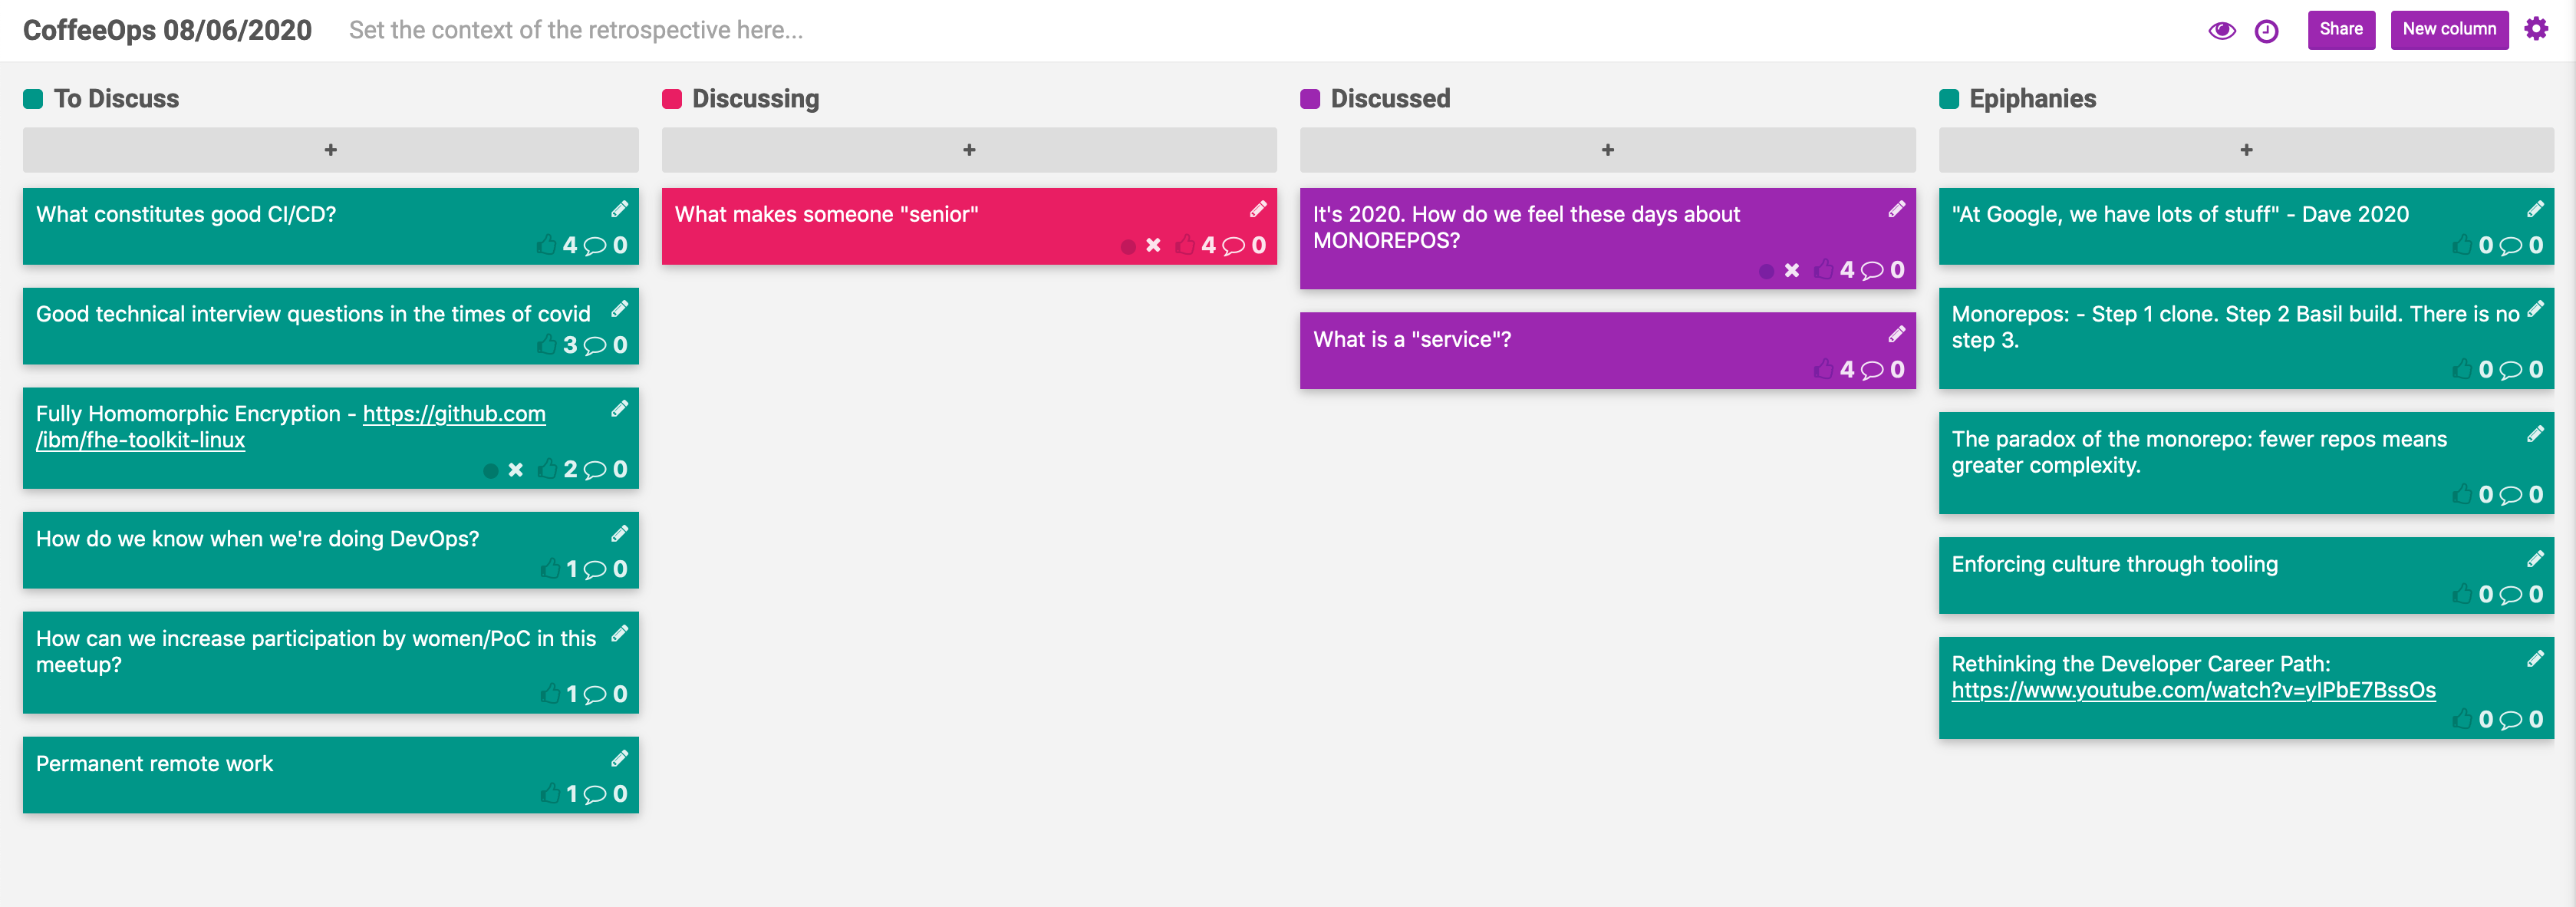 CoffeeOps 08/06/2020
Set the context of the retrospective here...
Share
New column
To Discuss
+
What constitutes good CI/CD?
4 0
Good technical interview questions in the times of covid
3 0
Fully Homomorphic Encryption - https://github.com
/ibm/fhe-toolkit-linux
2 0
How do we know when we're doing DevOps?
1 0
How can we increase participation by women/PoC in this
meetup?
1 0
Permanent remote work
1 0
Discussing
+
What makes someone "senior"
4 0
Discussed
+
It's 2020. How do we feel these days about
MONOREPOS?
4 0
What is a "service"?
4 0
Epiphanies
+
"At Google, we have lots of stuff" - Dave 2020
0 0
Monorepos: - Step 1 clone. Step 2 Basil build. There is no
step 3.
0 0
The paradox of the monorepo: fewer repos means
greater complexity.
0 0
Enforcing culture through tooling
0 0
Rethinking the Developer Career Path:
https://www.youtube.com/watch?v=yIPbE7BssOs
0 0